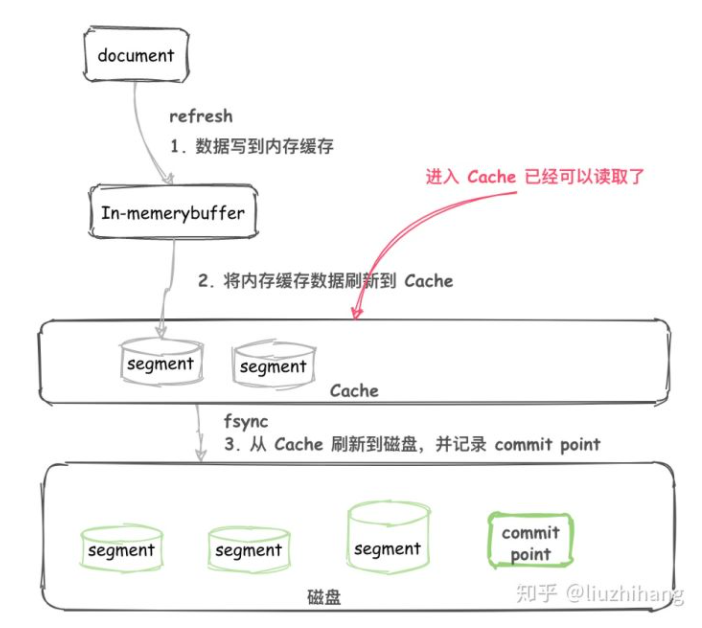 document
refresh
1. 数据写到内存缓存
进入 Cache 已经可以读取了
In-memerybuffer
2. 将内存缓存数据刷新到 Cache
segment
segment
Cache
fsync
3. 从 Cache 刷新到磁盘，并记录 commit point
segment
segment
segment
commit
point
磁盘
知乎 @liuzhihang